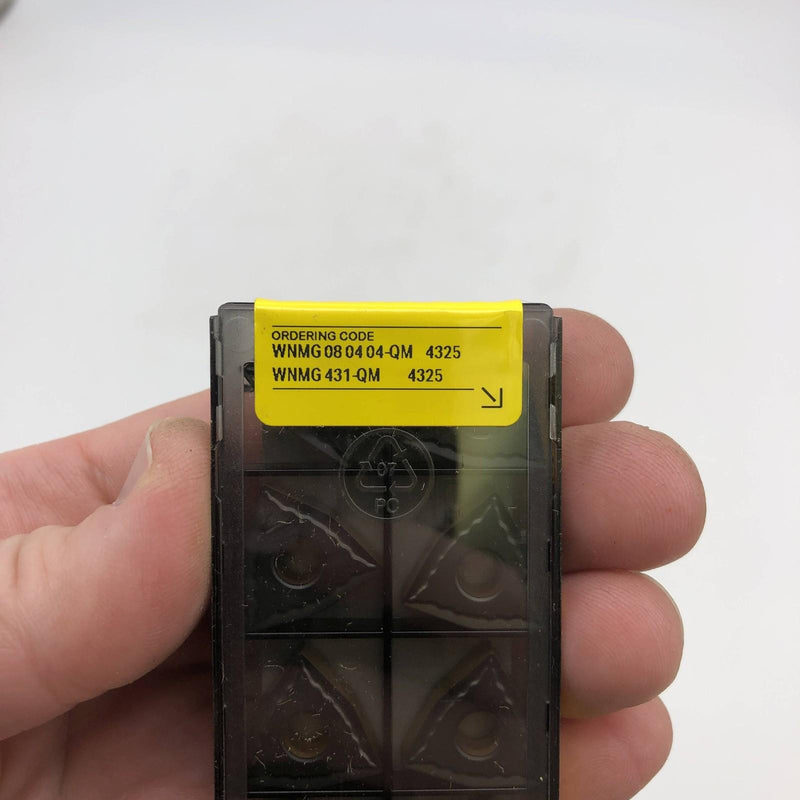 ORDERING CODE
WNMG 08 04 04-QM 4325
WNMG 431-QM 4325
07
PC